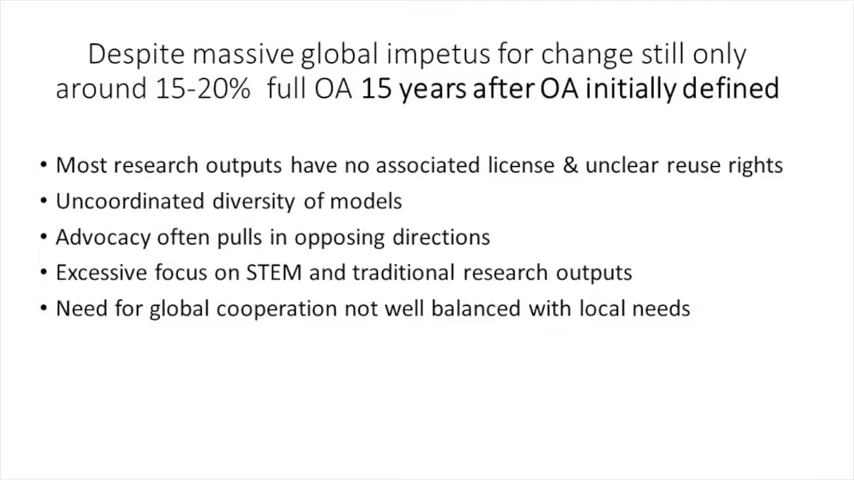 Despite massive global impetus for change still only
around 15-20% full OA 15 years after OA initially defined
• Most research outputs have no associated license & unclear reuse rights
• Uncoordinated diversity of models
• Advocacy often pulls in opposing directions
• Excessive focus on STEM and traditional research outputs
• Need for global cooperation not well balanced with local needs